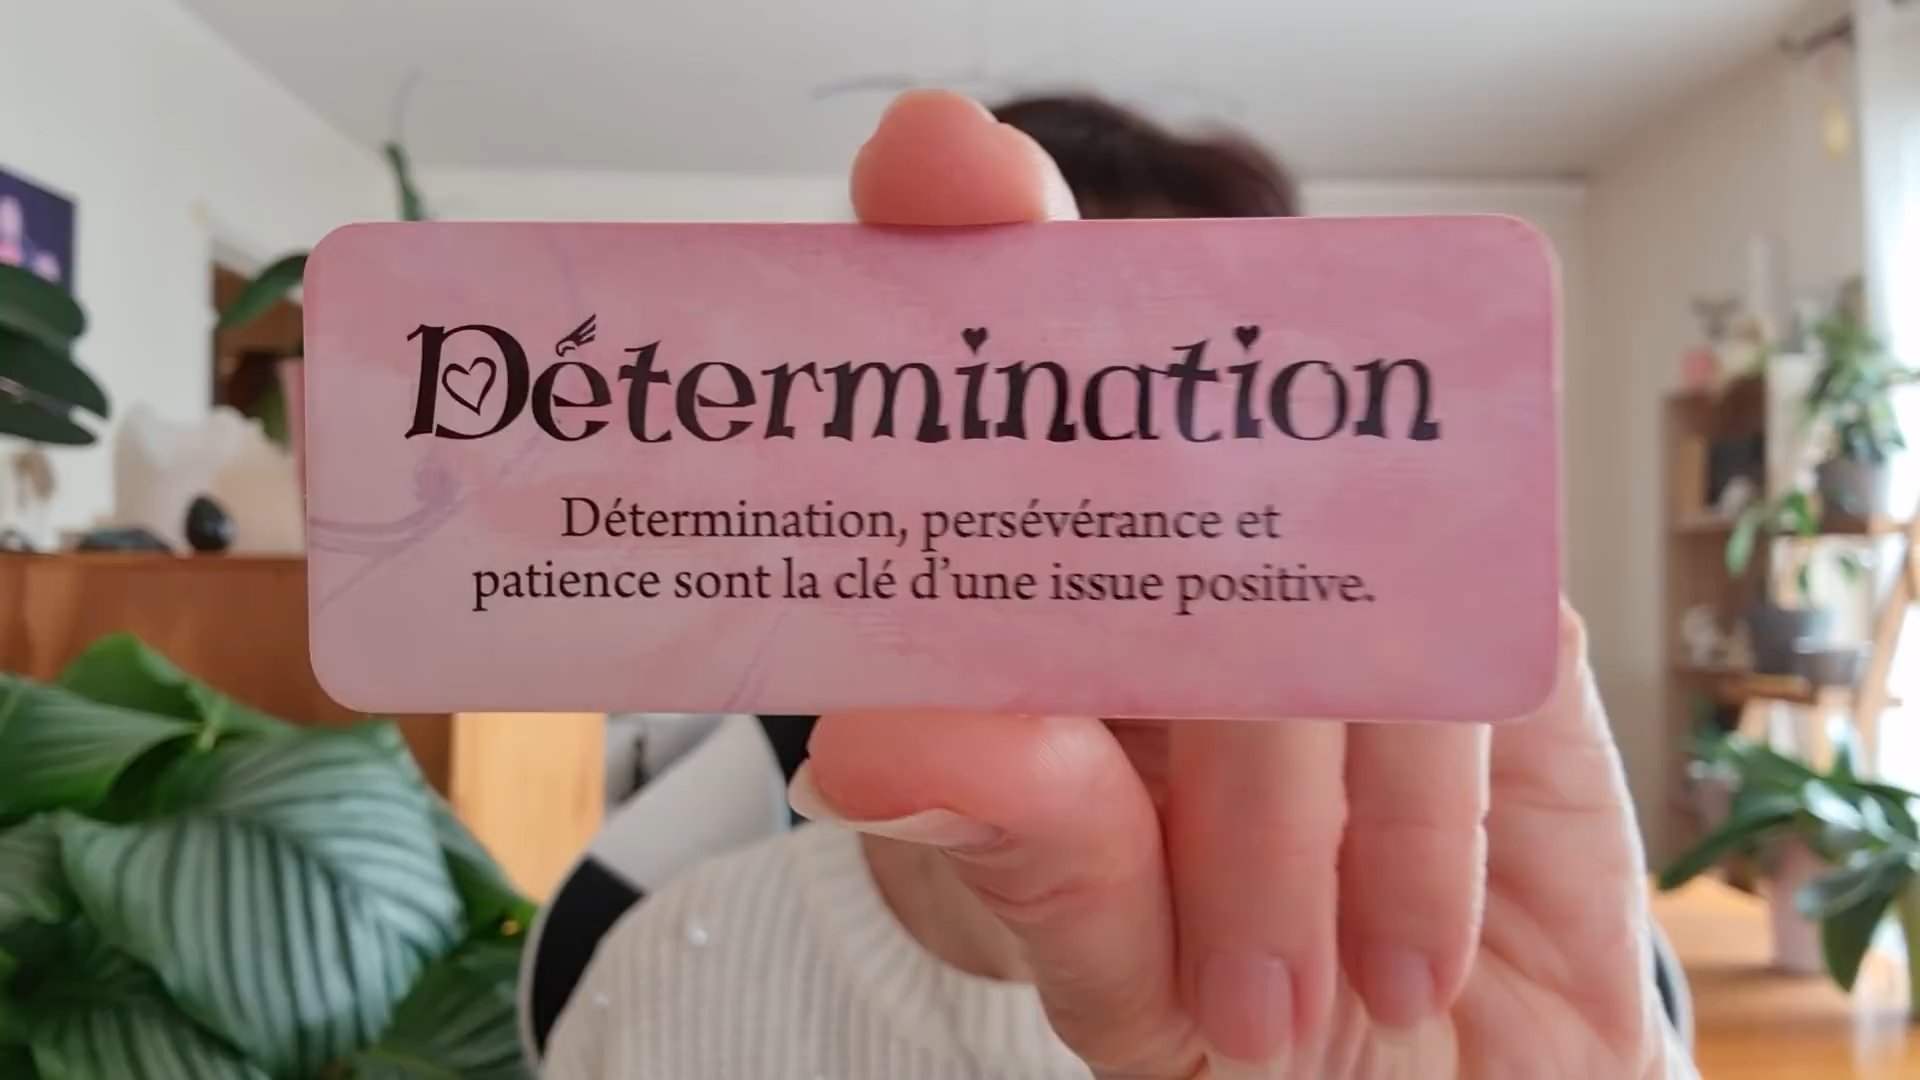 Détermination
Détermination, persévérance et
patience sont la clé d’une issue positive.